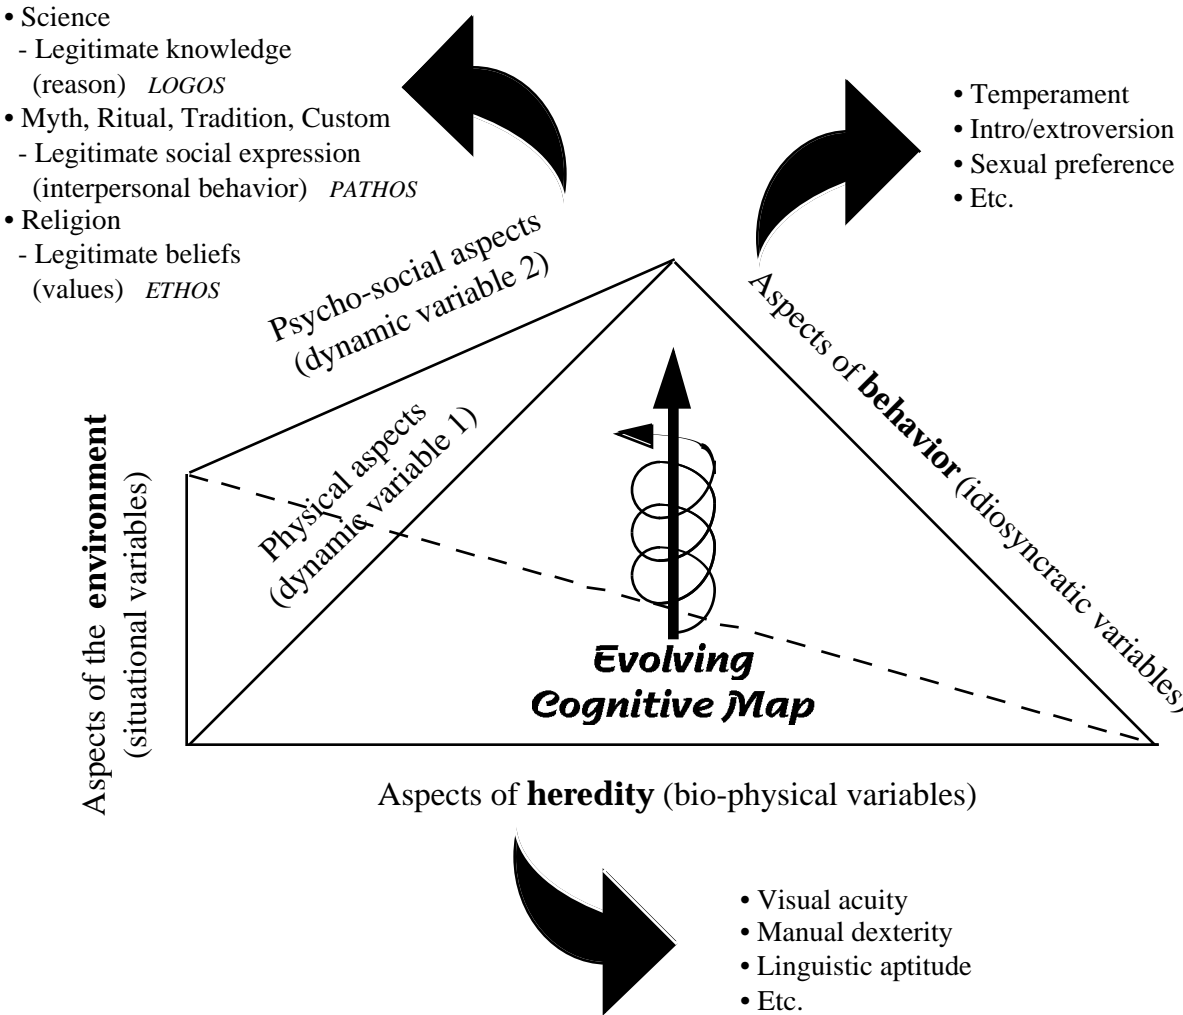 • Science
- Legitimate knowledge
(reason) LOGOS
• Myth, Ritual, Tradition, Custom
- Legitimate social expression
(interpersonal behavior) PATHOS
• Religion
- Legitimate beliefs
(values) ETHOS
• Temperament
• Intro/extroversion
• Sexual preference
• Etc.
Psycho-social aspects
(dynamic variable 2)
Physical aspects
(dynamic variable 1)
Aspects of behavior (idiosyncratic variables)
Aspects of the environment
(situational variables)
Evolving
Cognitive Map
Aspects of heredity (bio-physical variables)
• Visual acuity
• Manual dexterity
• Linguistic aptitude
• Etc.